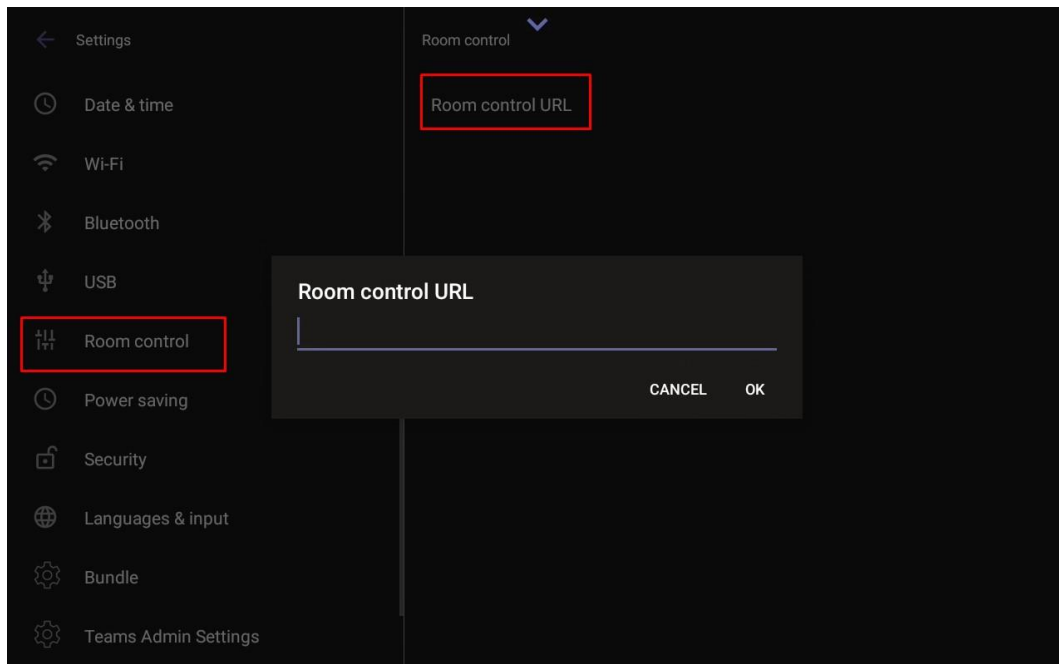 Settings
Date & time
Wi-Fi
Bluetooth
USB
Room control
Power saving
Security
Languages & input
Bundle
Teams Admin Settings
Room control
Room control URL
Room control URL
CANCEL OK